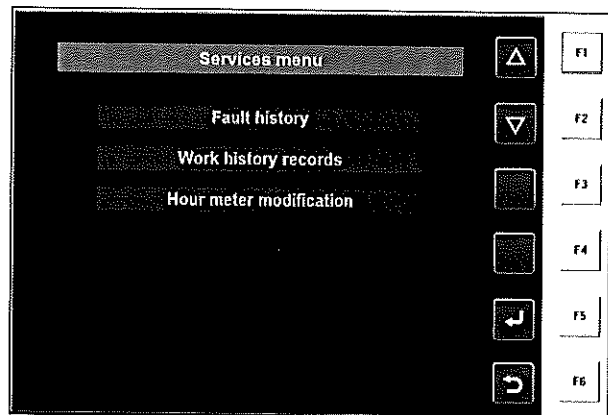 Services menu
F1
Fault history
F2
Work history records
F3
Hour meter modification
F4
F5
F6